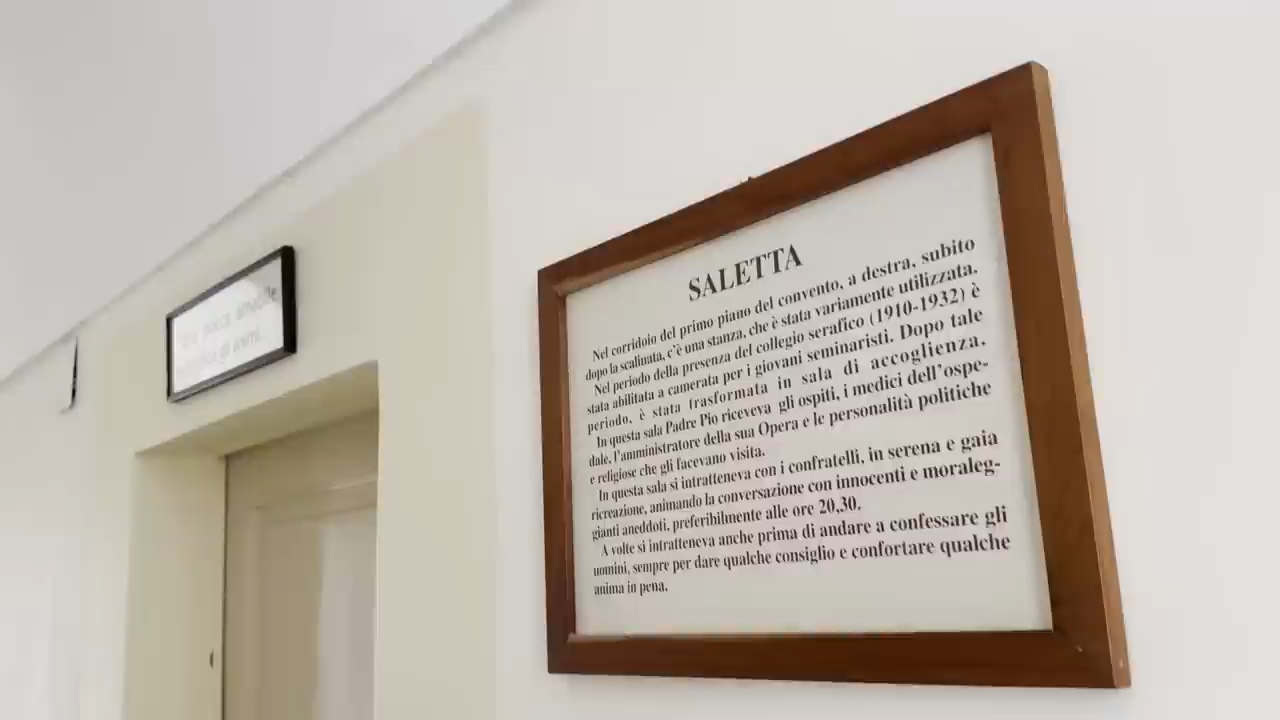 bocca amabile
SALETTA
Nel corridoio del primo piano del convento, a destra, subito
dopo la scalinata, c'è una stanza, che è stata variamente utilizzata.
Nel periodo della presenza del collegio serafico (1910-1932) è
stata abilitata a camerata per i giovani seminaristi. Dopo tale
periodo, è stata trasformata in sala di accoglienza.
In questa sala Padre Pio riceveva gli ospiti, i medici dell'ospe-
dale, l'amministratore della sua Opera e le personalità politiche
e religiose che gli facevano visita.
In questa sala si intratteneva con i confratelli, in serena e gaia
ricreazione, animando la conversazione con innocenti e moraleg-
gianti aneddoti, preferibilmente alle ore 20,30.
A volte si intratteneva anche prima di andare a confessare gli
uomini, sempre per dare qualche consiglio e confortare qualche
anima in pena.